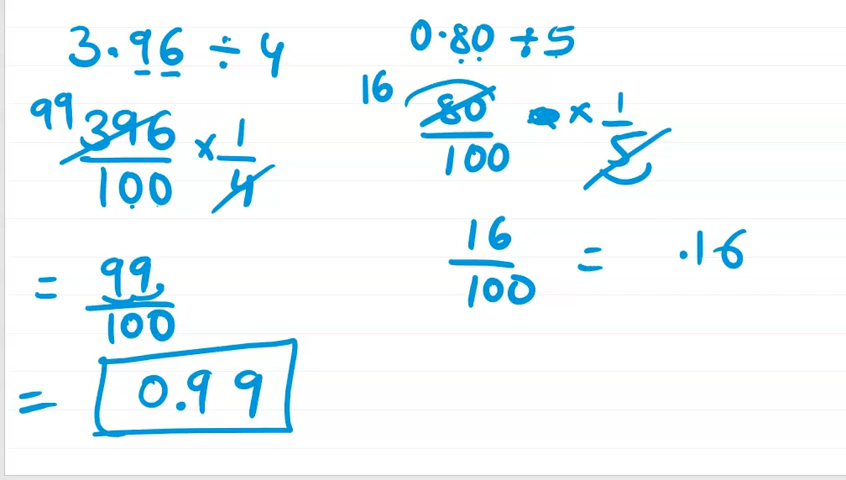 3.96 ÷ 4
99
396/100 × 1/4
= 99/100
= 0.99
0.80 ÷ 5
16
80/100 × 1/5
16/100 = .16